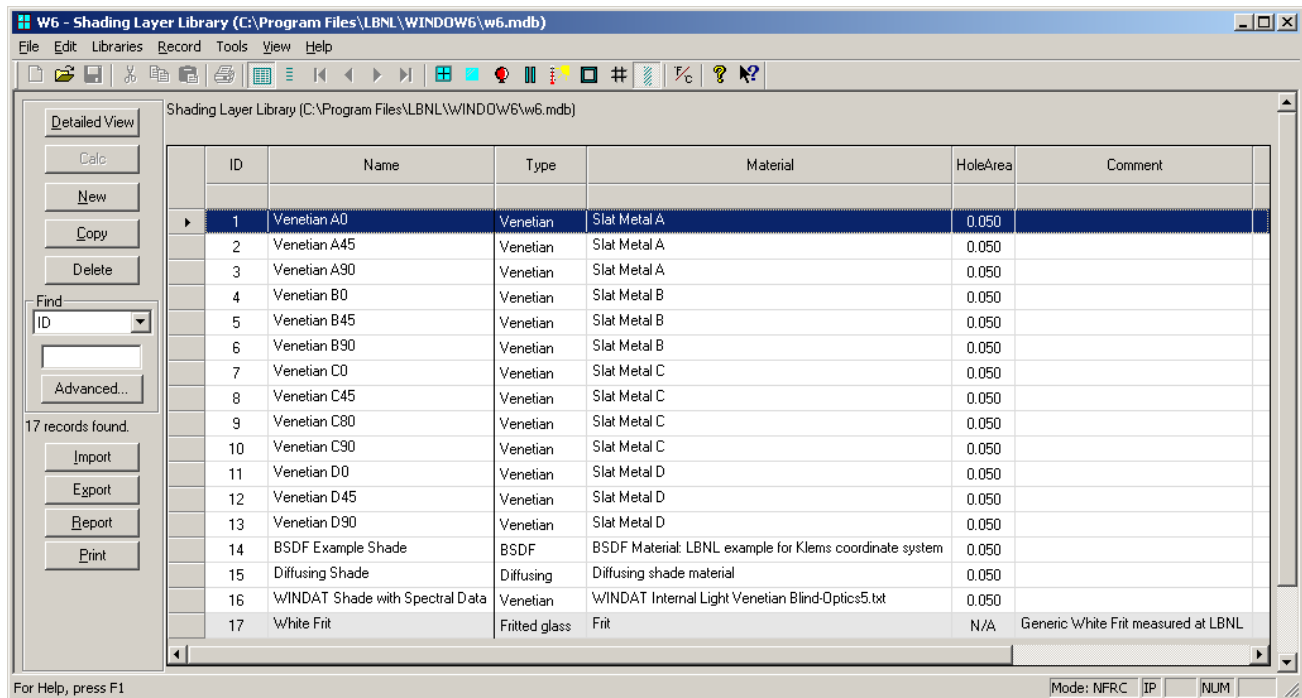 W6 - Shading Layer Library (C:\Program Files\LBNL\WINDOW6\w6.mdb)
File Edit Libraries Record Tools View Help
Shading Layer Library (C:\Program Files\LBNL\WINDOW6\w6.mdb)
Detailed View
Calc
New
Copy
Delete
Find
ID
Advanced...
17 records found.
Import
Export
Report
Print
ID Name Type Material HoleArea Comment
1 Venetian A0 Venetian Slat Metal A 0.050
2 Venetian A45 Venetian Slat Metal A 0.050
3 Venetian A90 Venetian Slat Metal A 0.050
4 Venetian B0 Venetian Slat Metal B 0.050
5 Venetian B45 Venetian Slat Metal B 0.050
6 Venetian B90 Venetian Slat Metal B 0.050
7 Venetian C0 Venetian Slat Metal C 0.050
8 Venetian C45 Venetian Slat Metal C 0.050
9 Venetian C80 Venetian Slat Metal C 0.050
10 Venetian C90 Venetian Slat Metal C 0.050
11 Venetian D0 Venetian Slat Metal D 0.050
12 Venetian D45 Venetian Slat Metal D 0.050
13 Venetian D90 Venetian Slat Metal D 0.050
14 BSDF Example Shade BSDF BSDF Material: LBNL example for Klems coordinate system 0.050
15 Diffusing Shade Diffusing Diffusing shade material 0.050
16 WINDAT Shade with Spectral Data Venetian WINDAT Internal Light Venetian Blind-Optics5.txt 0.050
17 White Frit Fritted glass Frit N/A Generic White Frit measured at LBNL
For Help, press F1
Mode: NFRC IP NUM